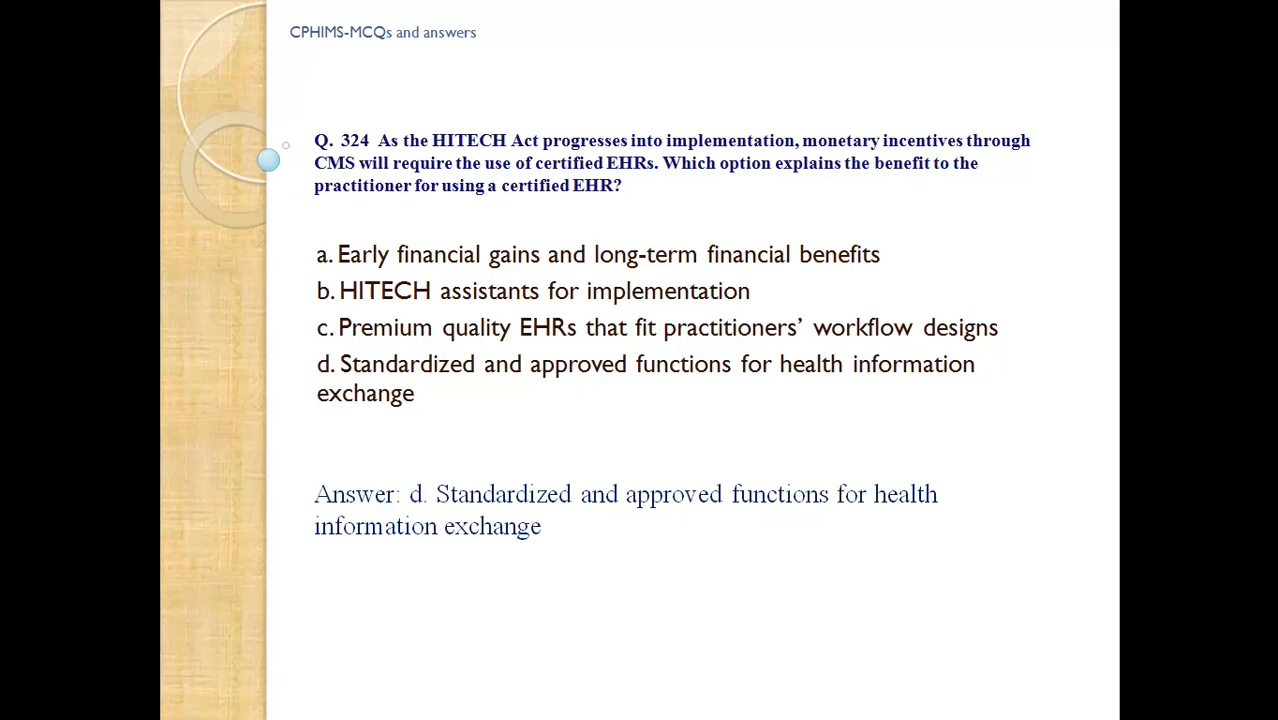 CPHIMS-MCQs and answers
Q. 324 As the HITECH Act progresses into implementation, monetary incentives through
CMS will require the use of certified EHRs. Which option explains the benefit to the
practitioner for using a certified EHR?
a. Early financial gains and long-term financial benefits
b. HITECH assistants for implementation
c. Premium quality EHRs that fit practitioners’ workflow designs
d. Standardized and approved functions for health information
exchange
Answer: d. Standardized and approved functions for health
information exchange